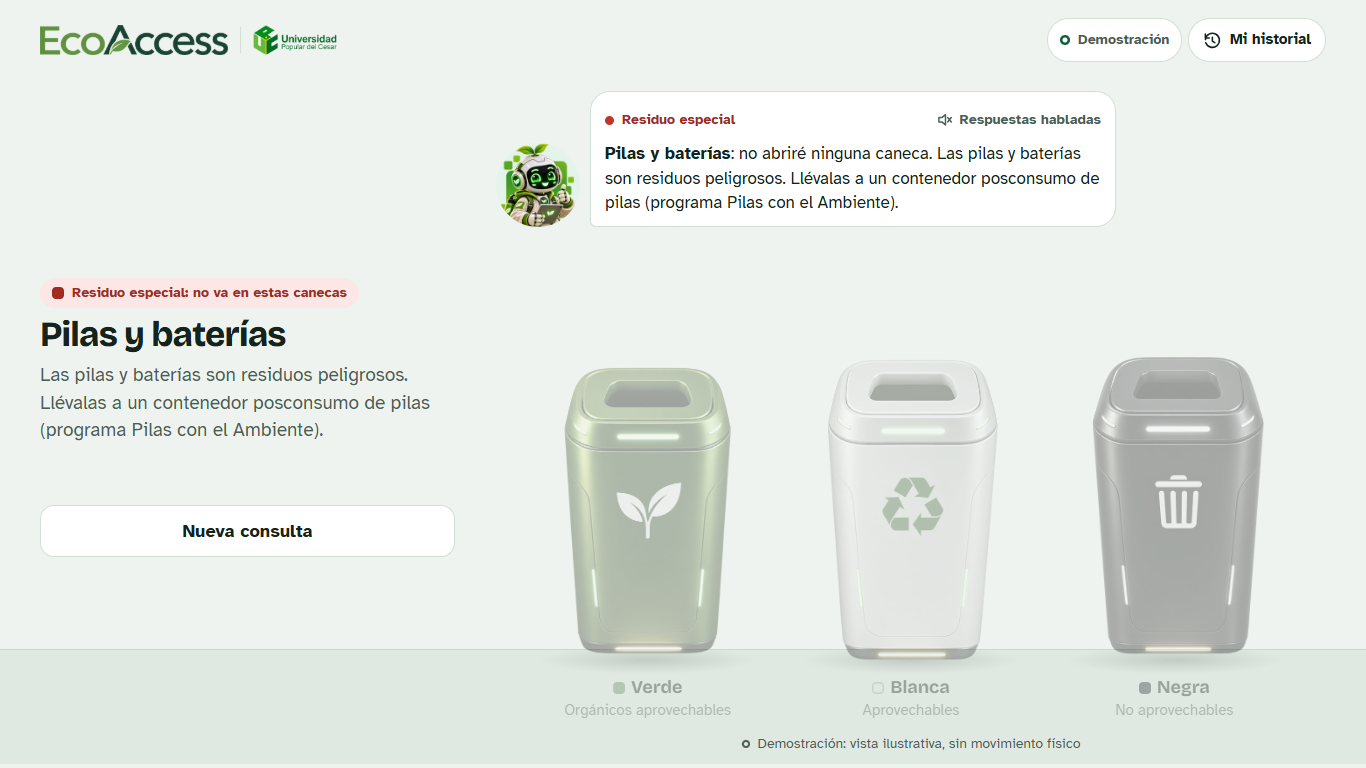 EcoAccess
Universidad
Popular del Cesar
Demostración
Mi historial
Residuo especial
Respuestas habladas
Pilas y baterías: no abriré ninguna caneca. Las pilas y baterías
son residuos peligrosos. Llévalas a un contenedor posconsumo de
pilas (programa Pilas con el Ambiente).
Residuo especial: no va en estas canecas
Pilas y baterías
Las pilas y baterías son residuos peligrosos.
Llévalas a un contenedor posconsumo de pilas
(programa Pilas con el Ambiente).
Nueva consulta
Verde
Orgánicos aprovechables
Blanca
Aprovechables
Negra
No aprovechables
Demostración: vista ilustrativa, sin movimiento físico